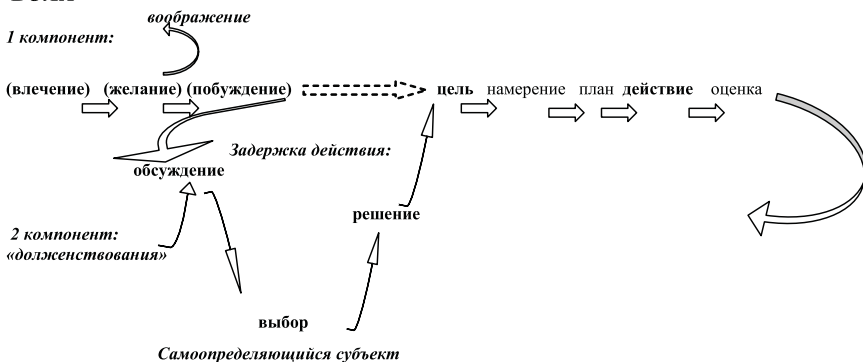 воображение
1 компонент:
(влечение) (желание) (побуждение) цель намерение план действие оценка
Задержка действия:
обсуждение
решение
2 компонент:
«долженствования»
выбор
Самоопределяющийся субъект